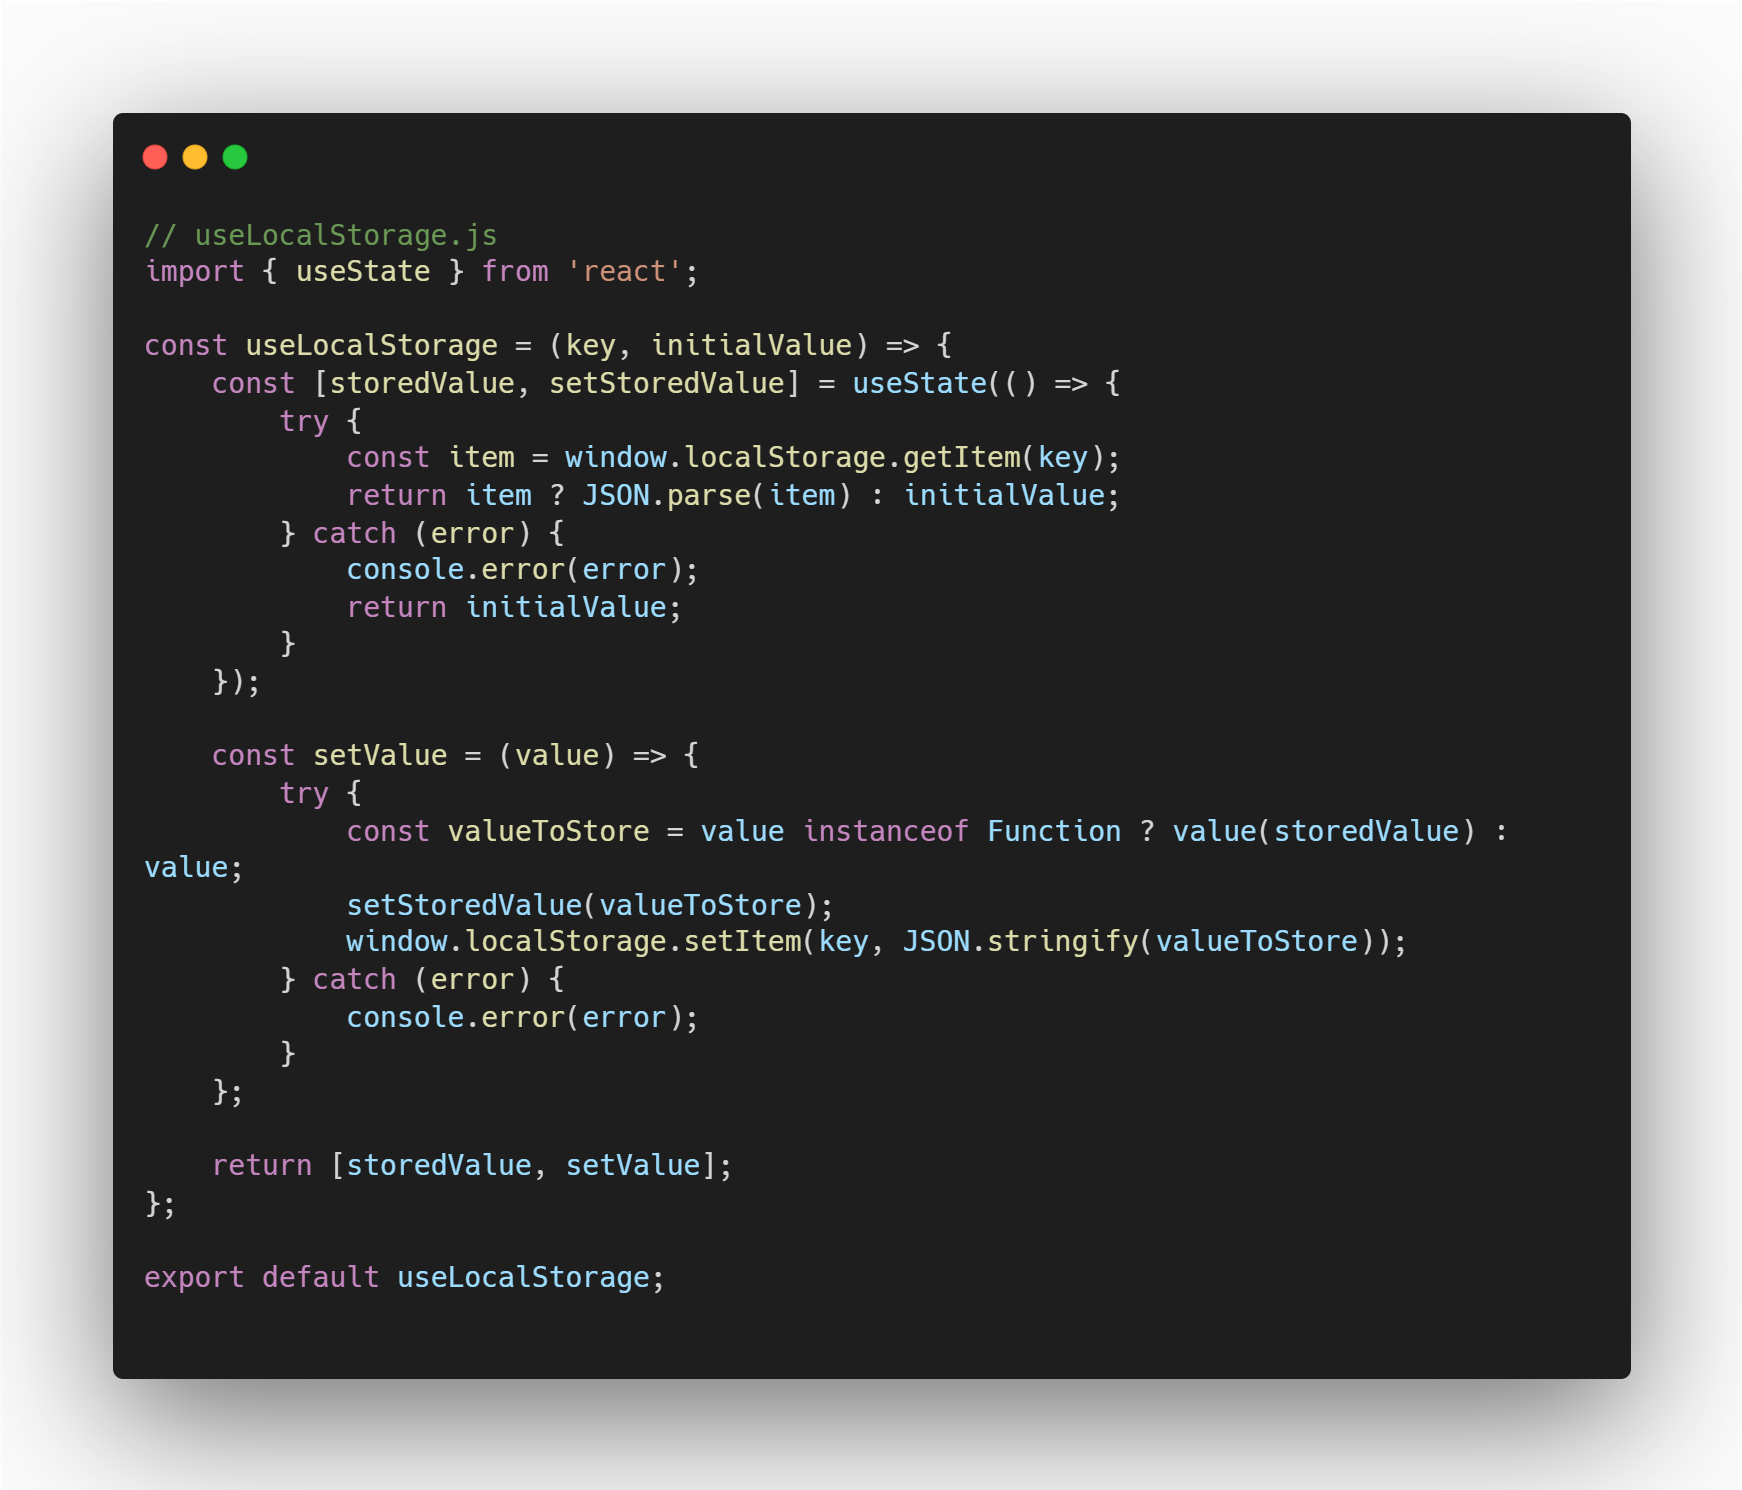 // useLocalStorage.js
import { useState } from 'react';

const useLocalStorage = (key, initialValue) => {
    const [storedValue, setStoredValue] = useState(() => {
        try {
            const item = window.localStorage.getItem(key);
            return item ? JSON.parse(item) : initialValue;
        } catch (error) {
            console.error(error);
            return initialValue;
        }
    });

    const setValue = (value) => {
        try {
            const valueToStore = value instanceof Function ? value(storedValue) :
value;
            setStoredValue(valueToStore);
            window.localStorage.setItem(key, JSON.stringify(valueToStore));
        } catch (error) {
            console.error(error);
        }
    };

    return [storedValue, setValue];
};

export default useLocalStorage;